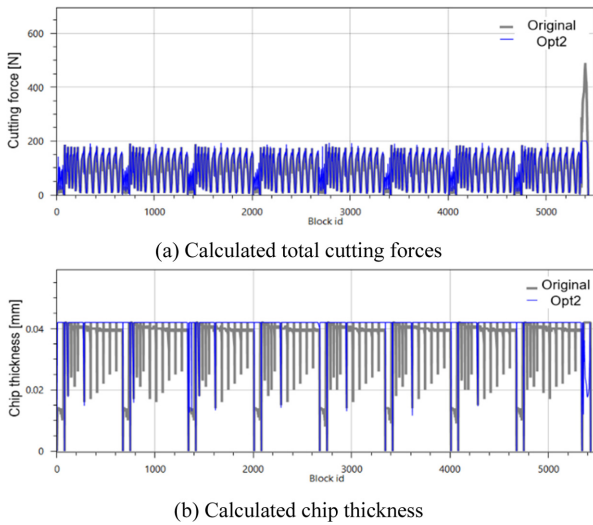 Cutting force [N]
600
400
200
0
Original
Opt2
0 1000 2000 3000 4000 5000
Block id
(a) Calculated total cutting forces
Chip thickness [mm]
0.04
0.02
0
Original
Opt2
0 1000 2000 3000 4000 5000
Block id
(b) Calculated chip thickness